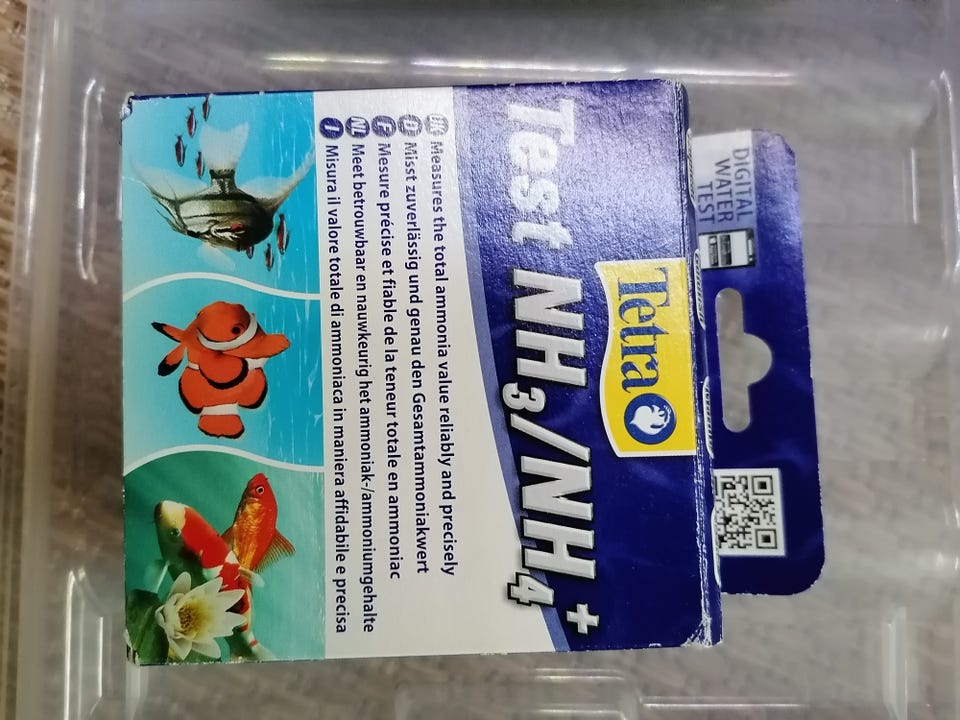 DIGITAL
WATER
TEST
Tetra
Test NH3/NH4+
UK Measures the total ammonia value reliably and precisely
D Misst zuverlässig und genau den Gesamtammoniakwert
F Mesure précise et fiable de la teneur totale en ammoniac
NL Meet betrouwbaar en nauwkeurig het ammoniak-/ammoniumgehalte
I Misura il valore totale di ammoniaca in maniera affidabile e precisa